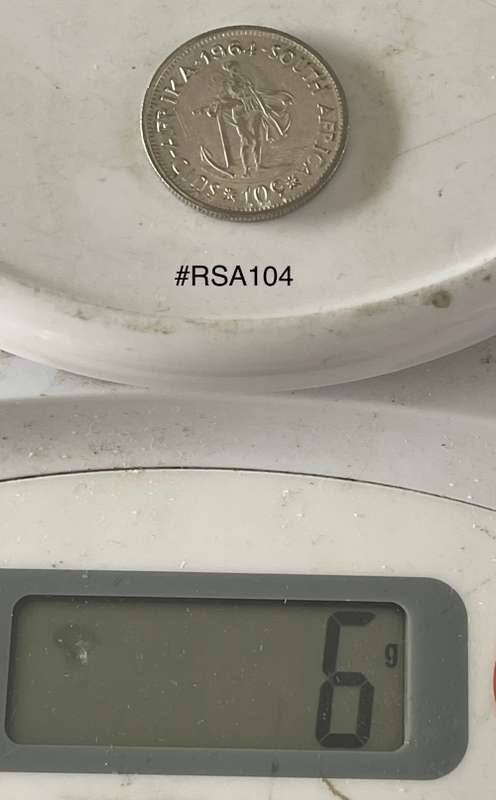 SUID-AFRIKA·1964·SOUTH AFRICA
10c
#RSA104
6 g